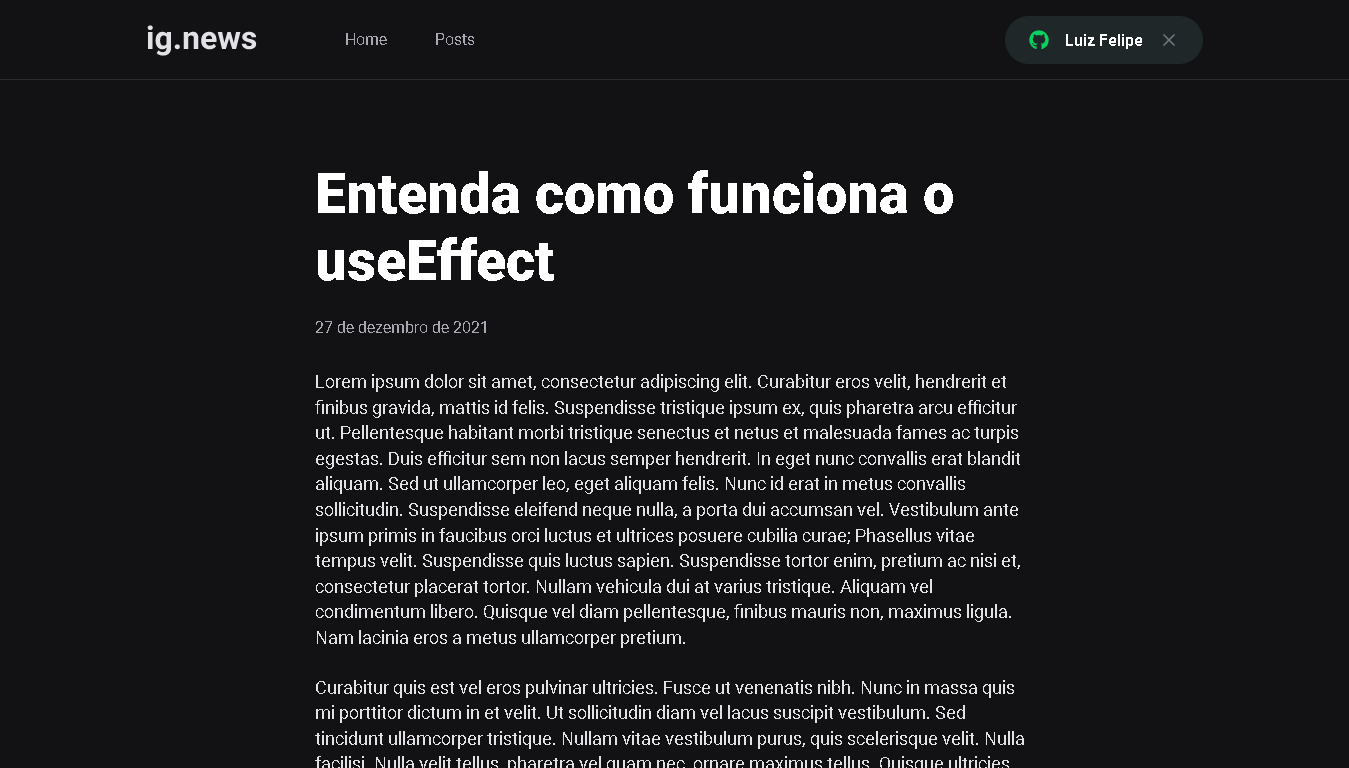 ig.news
Home
Posts
Luiz Felipe
Entenda como funciona o
useEffect
27 de dezembro de 2021
Lorem ipsum dolor sit amet, consectetur adipiscing elit. Curabitur eros velit, hendrerit et
finibus gravida, mattis id felis. Suspendisse tristique ipsum ex, quis pharetra arcu efficitur
ut. Pellentesque habitant morbi tristique senectus et netus et malesuada fames ac turpis
egestas. Duis efficitur sem non lacus semper hendrerit. In eget nunc convallis erat blandit
aliquam. Sed ut ullamcorper leo, eget aliquam felis. Nunc id erat in metus convallis
sollicitudin. Suspendisse eleifend neque nulla, a porta dui accumsan vel. Vestibulum ante
ipsum primis in faucibus orci luctus et ultrices posuere cubilia curae; Phasellus vitae
tempus velit. Suspendisse quis luctus sapien. Suspendisse tortor enim, pretium ac nisi et,
consectetur placerat tortor. Nullam vehicula dui at varius tristique. Aliquam vel
condimentum libero. Quisque vel diam pellentesque, finibus mauris non, maximus ligula.
Nam lacinia eros a metus ullamcorper pretium.
Curabitur quis est vel eros pulvinar ultricies. Fusce ut venenatis nibh. Nunc in massa quis
mi porttitor dictum in et velit. Ut sollicitudin diam vel lacus suscipit vestibulum. Sed
tincidunt ullamcorper tristique. Nullam vitae vestibulum purus, quis scelerisque velit. Nulla
facilisi. Nulla velit tellus, pharetra vel quam nec, ornare maximus tellus. Quisque ultricies